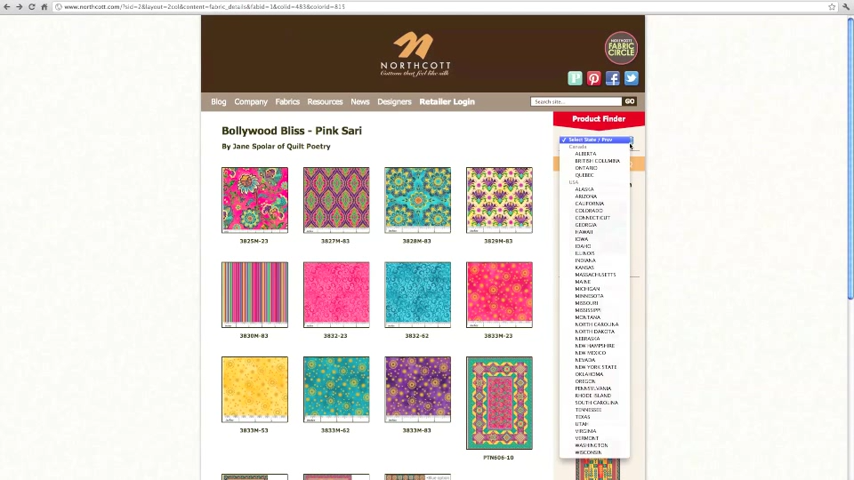 www.northcott.com/?sid=2&layout=2col&content=fabric_details&fabid=1&colid=483&colorid=815
NORTHCOTT
Cottons that feel like silk
NORTHCOTT
FABRIC
CIRCLE
Blog Company Fabrics Resources News Designers Retailer Login
Search site... GO
Product Finder
Bollywood Bliss - Pink Sari
By Jane Spolar of Quilt Poetry
3825M-23 3827M-83 3828M-83 3829M-83
3830M-83 3832-23 3832-62 3833M-23
3833M-53 3833M-62 3833M-83
PTN606-10
Select State / Prov
Canada
ALBERTA
BRITISH COLUMBIA
ONTARIO
QUEBEC
USA
ALASKA
ARIZONA
CALIFORNIA
COLORADO
CONNECTICUT
GEORGIA
HAWAII
IOWA
IDAHO
ILLINOIS
INDIANA
KANSAS
MASSACHUSETTS
MAINE
MICHIGAN
MINNESOTA
MISSOURI
MISSISSIPPI
MONTANA
NORTH CAROLINA
NORTH DAKOTA
NEBRASKA
NEW HAMPSHIRE
NEW MEXICO
NEVADA
NEW YORK STATE
OKLAHOMA
OREGON
PENNSYLVANIA
RHODE ISLAND
SOUTH CAROLINA
TENNESSEE
TEXAS
UTAH
VIRGINIA
VERMONT
WASHINGTON
WISCONSIN